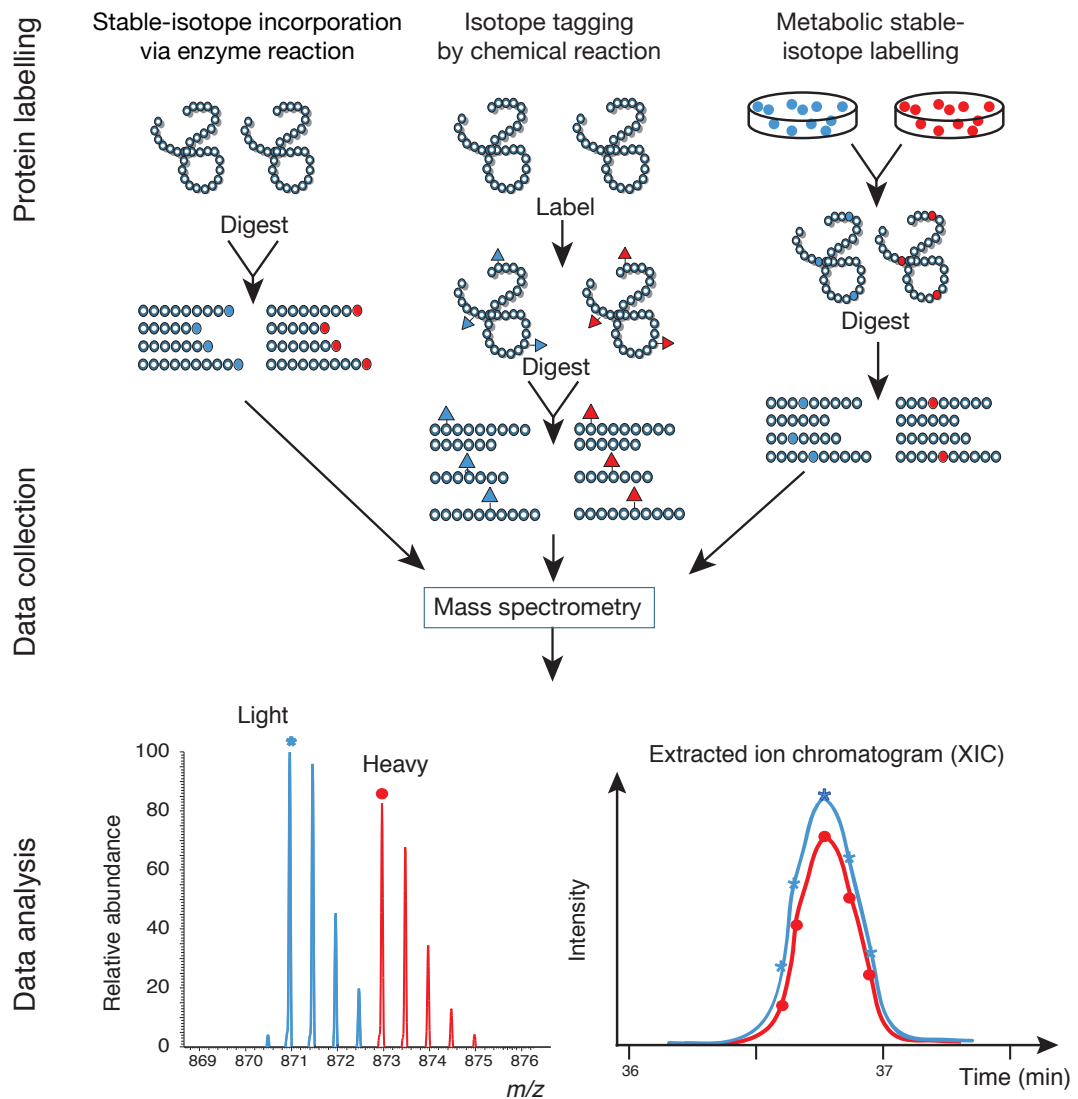 Protein labelling
Stable-isotope incorporation
via enzyme reaction
Isotope tagging
by chemical reaction
Metabolic stable-
isotope labelling
Digest
Label
Digest
Digest
Data collection
Mass spectrometry
Data analysis
Light
Heavy
Relative abundance
100
80
60
40
20
0
869 870 871 872 873 874 875 876
m/z
Extracted ion chromatogram (XIC)
Intensity
36 37
Time (min)